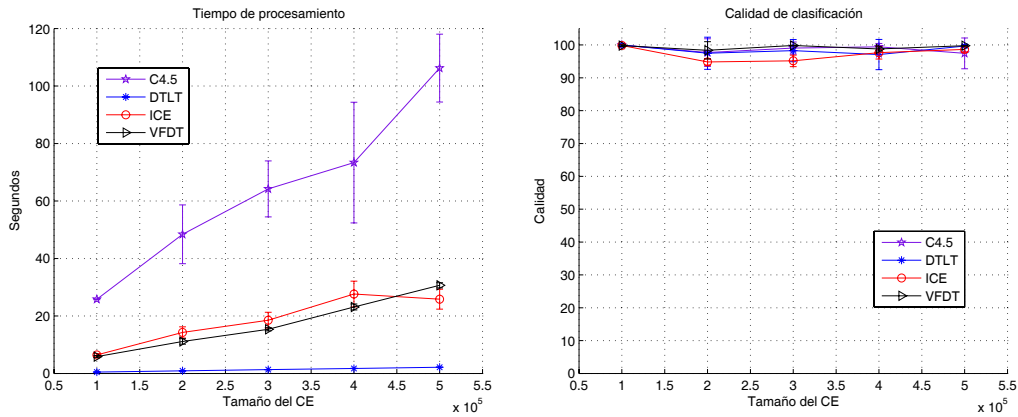 Tiempo de procesamiento
120
100
80
60
40
20
0
Segundos
C4.5
DTLT
ICE
VFDT
0.5 1 1.5 2 2.5 3 3.5 4 4.5 5 5.5
Tamaño del CE
x 10^5
Calidad de clasificación
100
90
80
70
60
50
40
30
20
10
0
Calidad
C4.5
DTLT
ICE
VFDT
0.5 1 1.5 2 2.5 3 3.5 4 4.5 5 5.5
Tamaño del CE
x 10^5